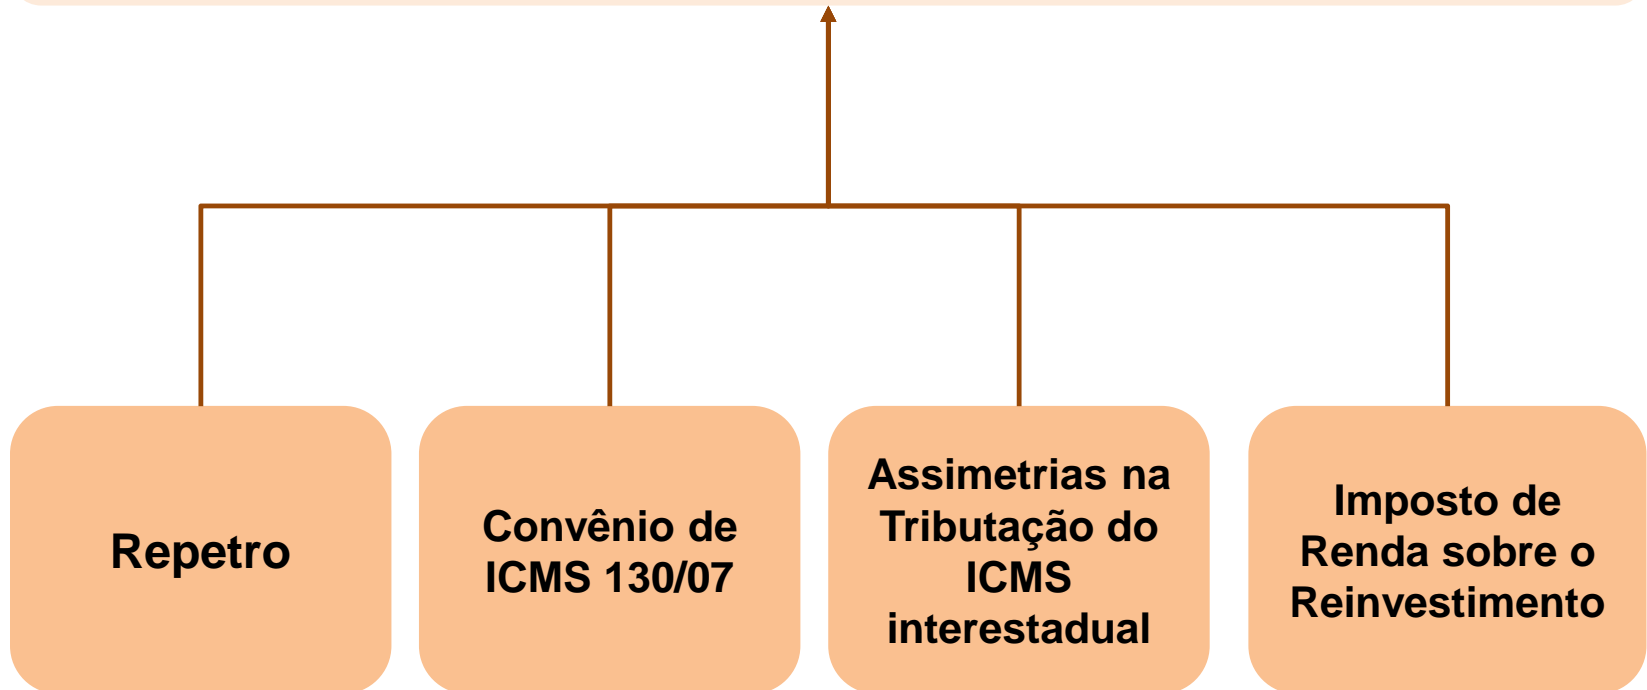 Repetro
Convênio de
ICMS 130/07
Assimetrias na
Tributação do
ICMS
interestadual
Imposto de
Renda sobre o
Reinvestimento